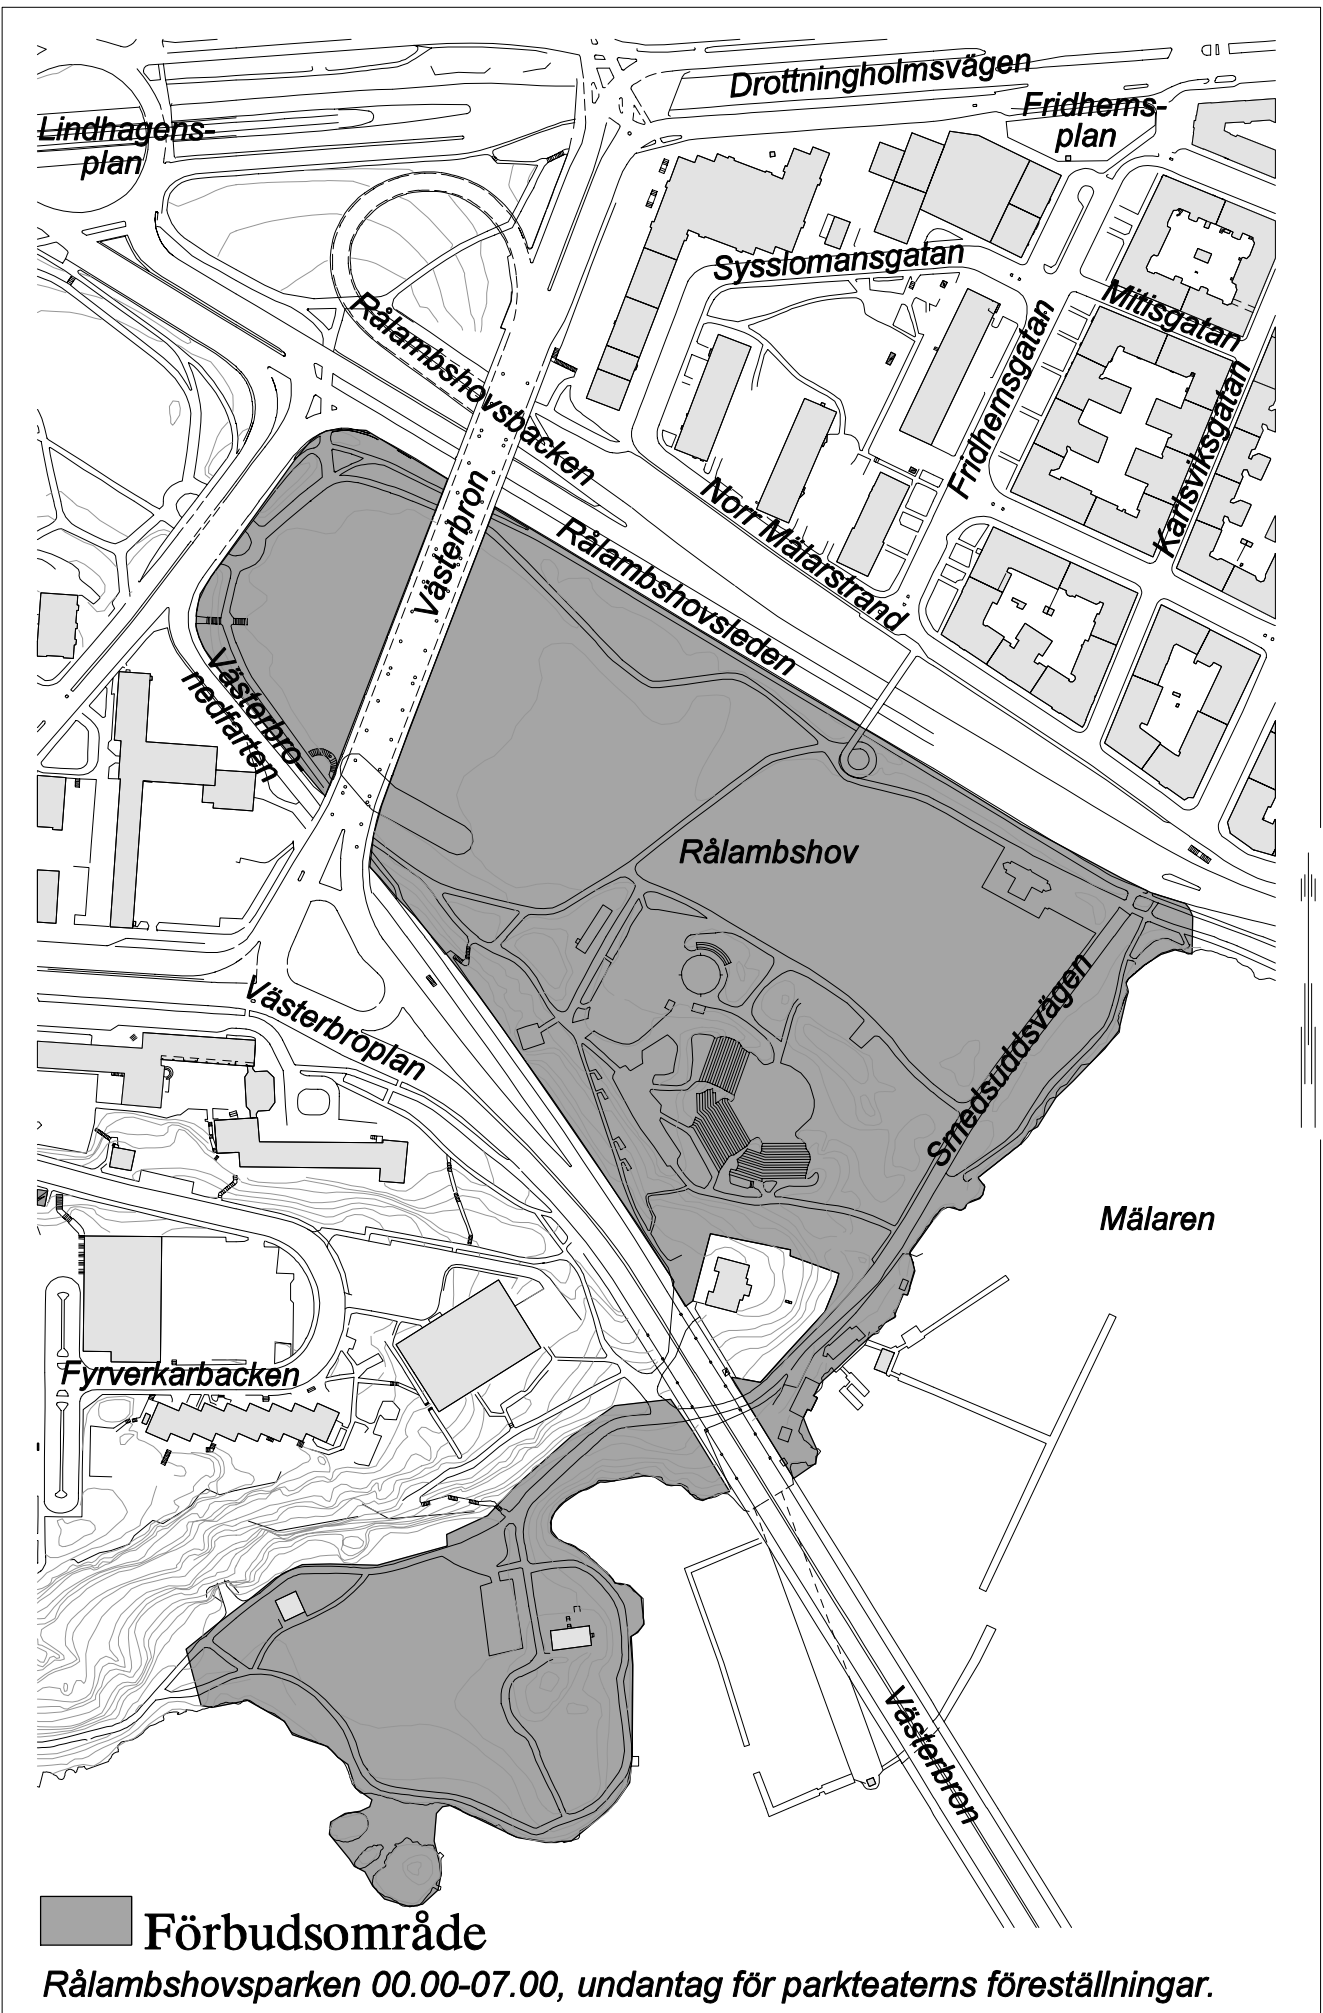 Drottningholmsvägen
Fridhems-
plan
Lindhagens-
plan
Sysslomansgatan
Mitisgatan
Rålambshovsbacken
Fridhemsgatan
Karlsviksgatan
Västerbron
Norr Mälarstrand
Rålambshovsleden
Västerbro-
nedfarten
Rålambshov
Smedsuddsvägen
Västerbroplan
Mälaren
Fyrverkarbacken
Västerbron
Förbudsområde
Rålambshovsparken 00.00-07.00, undantag för parkteaterns föreställningar.